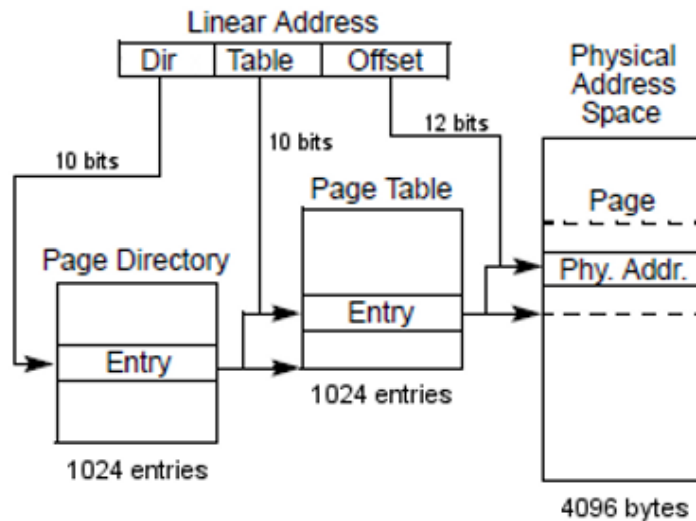 Linear Address
Dir Table Offset
Physical
Address
Space
12 bits
10 bits
10 bits
Page Table
Page
Page Directory
Phy. Addr.
Entry
Entry
1024 entries
1024 entries
4096 bytes